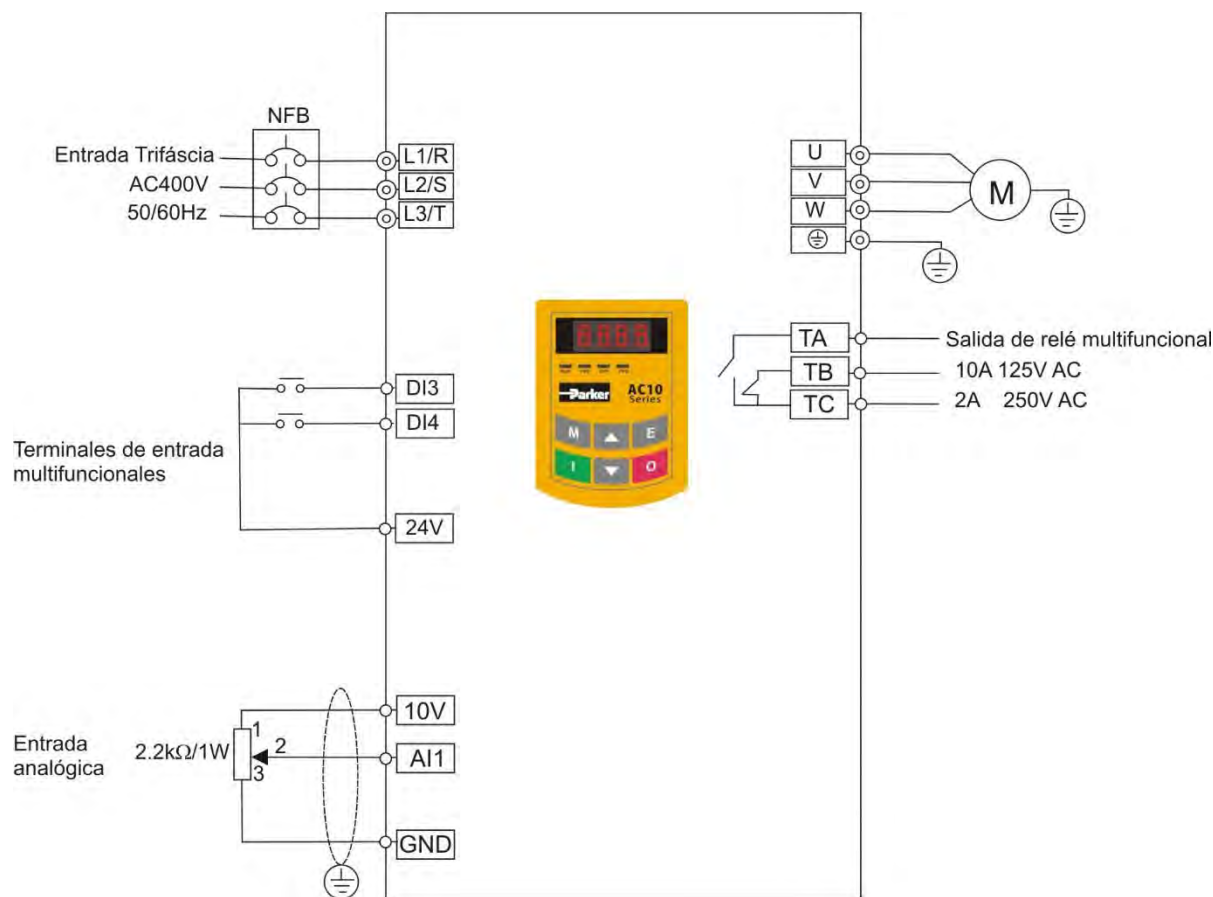 NFB
Entrada Trifáscia
AC400V
50/60Hz
L1/R
L2/S
L3/T
U
V
W
M
DI3
DI4
24V
Terminales de entrada
multifuncionales
Parker
AC10
Series
M
E
I
O
TA
TB
TC
Salida de relé multifuncional
10A 125V AC
2A 250V AC
10V
AI1
GND
Entrada
analógica
2.2kΩ/1W
1
2
3